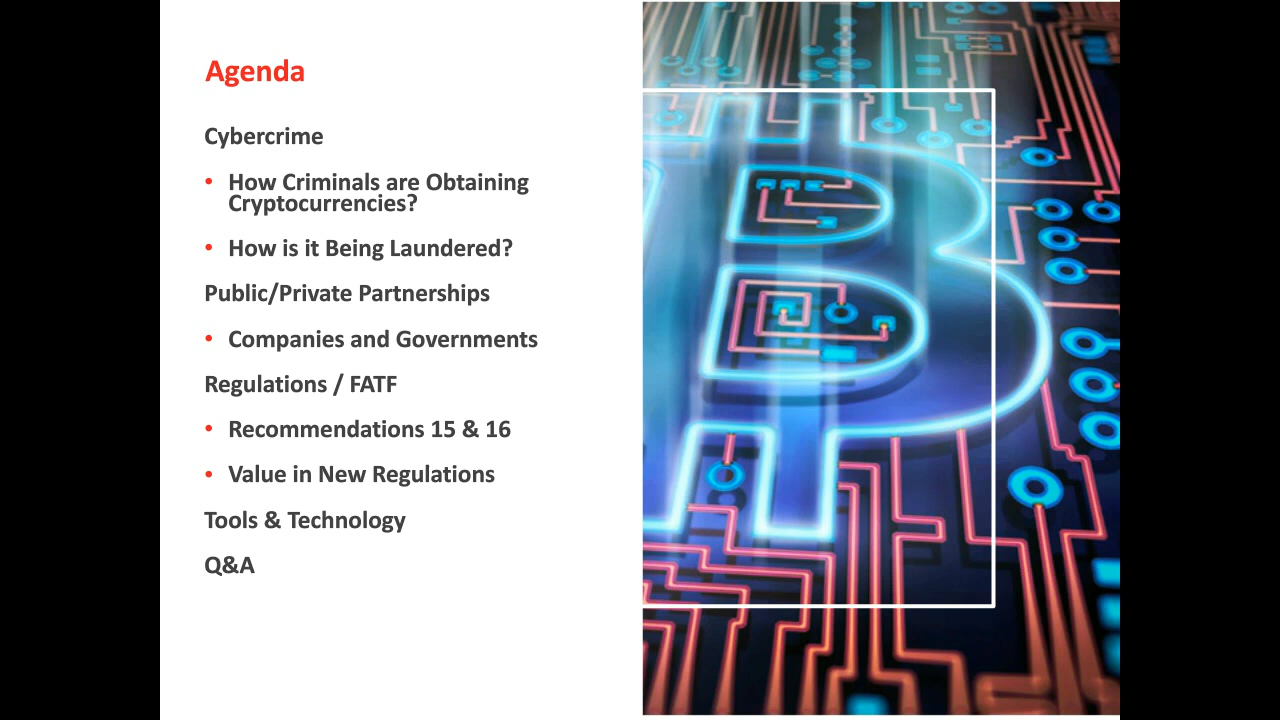 Agenda
Cybercrime
• How Criminals are Obtaining
Cryptocurrencies?
• How is it Being Laundered?
Public/Private Partnerships
• Companies and Governments
Regulations / FATF
• Recommendations 15 & 16
• Value in New Regulations
Tools & Technology
Q&A